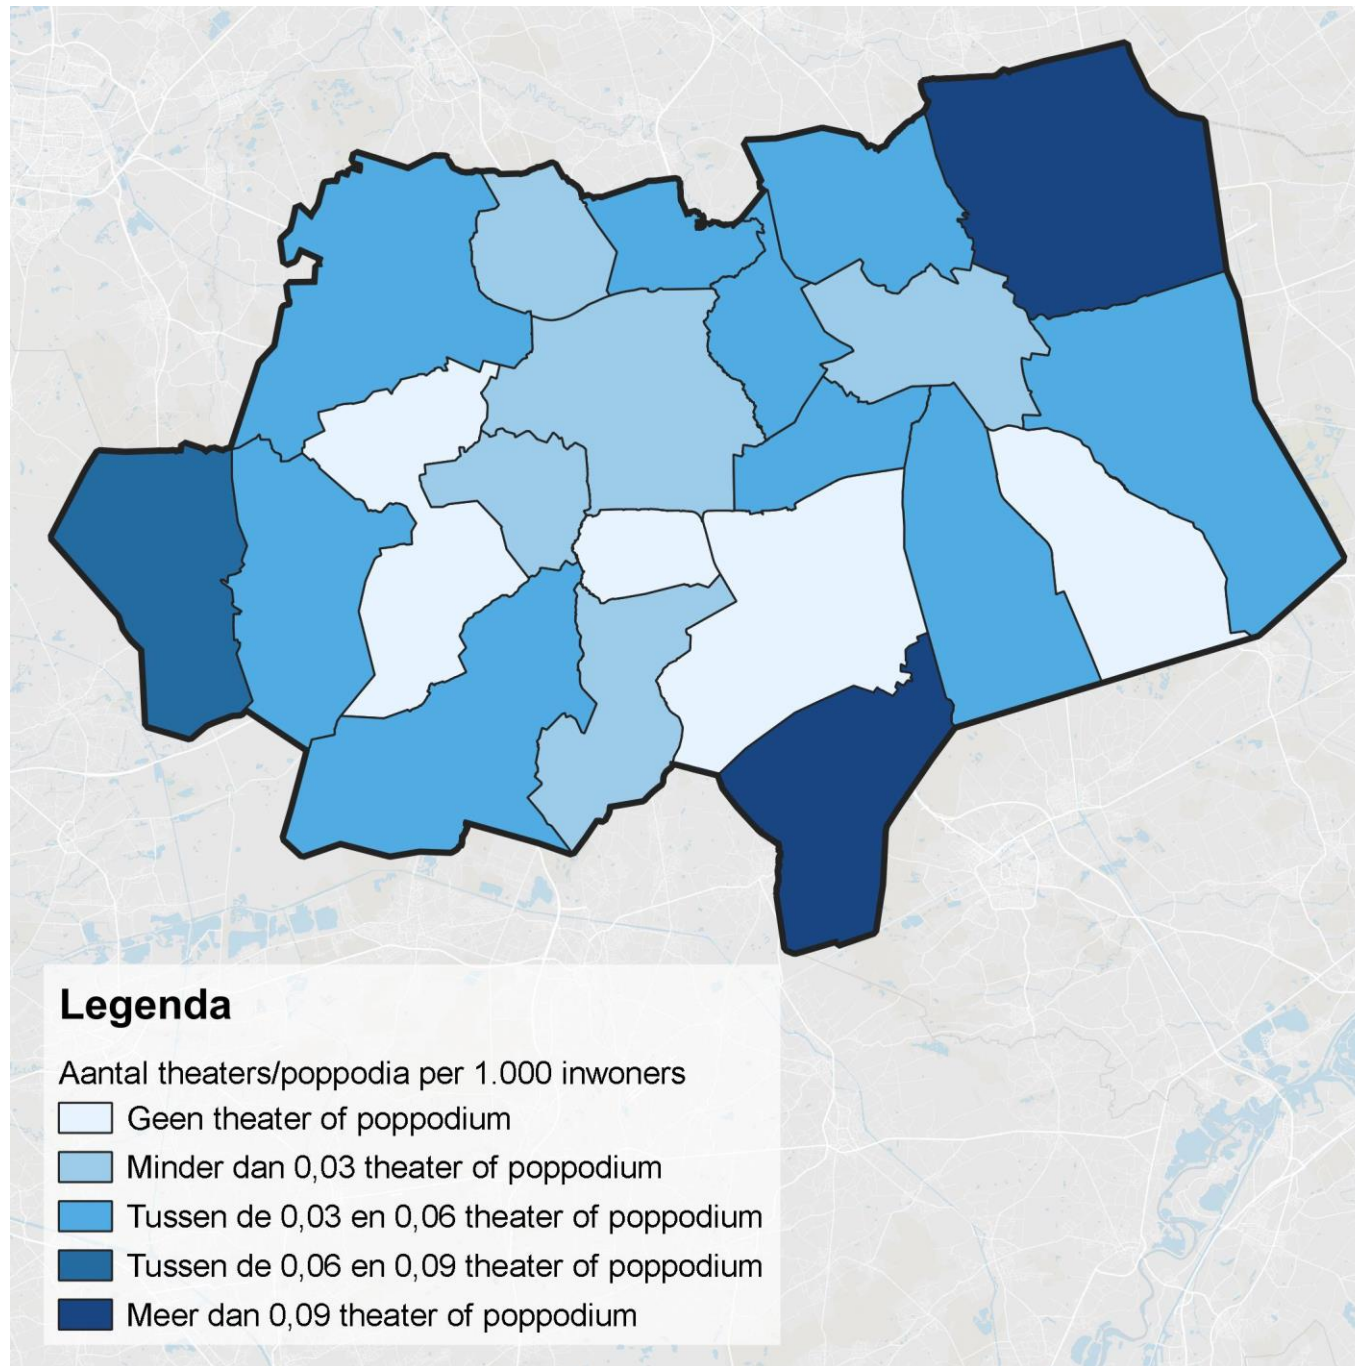 Legenda
Aantal theaters/poppodia per 1.000 inwoners
Geen theater of poppodium
Minder dan 0,03 theater of poppodium
Tussen de 0,03 en 0,06 theater of poppodium
Tussen de 0,06 en 0,09 theater of poppodium
Meer dan 0,09 theater of poppodium